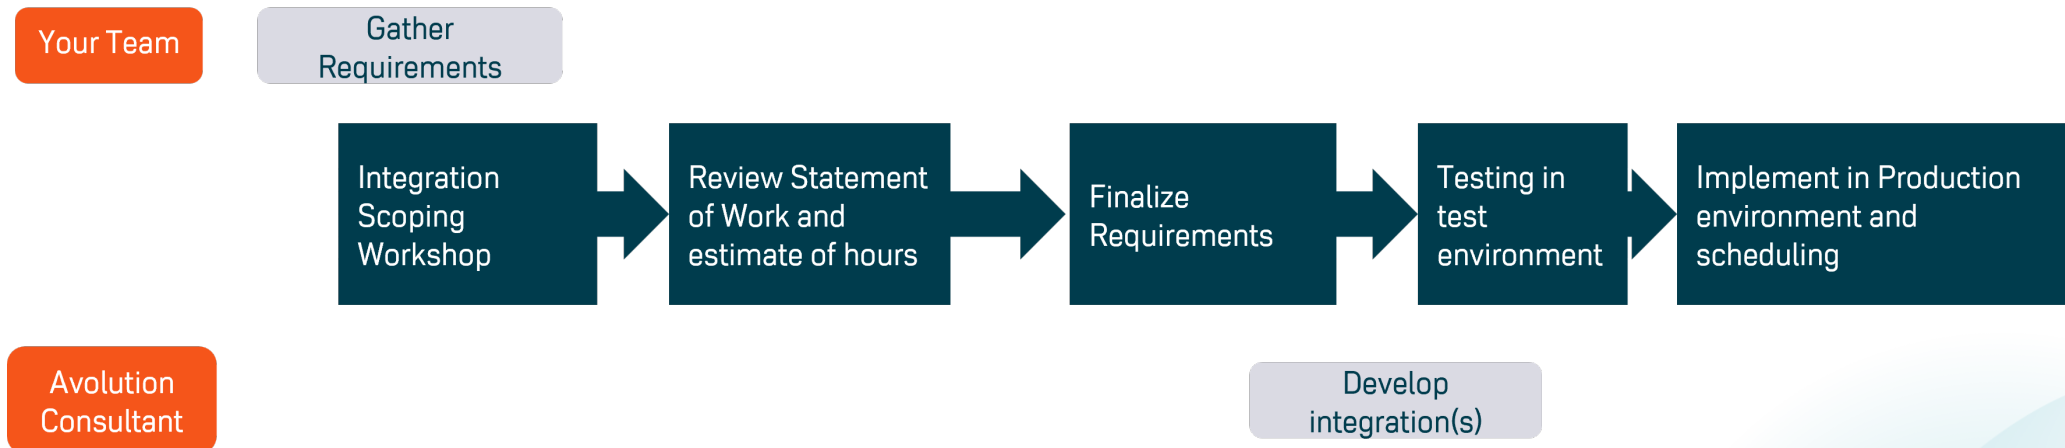 Your Team
Gather
Requirements
Integration
Scoping
Workshop
Review Statement
of Work and
estimate of hours
Finalize
Requirements
Testing in
test
environment
Implement in Production
environment and
scheduling
Avolution
Consultant
Develop
integration(s)